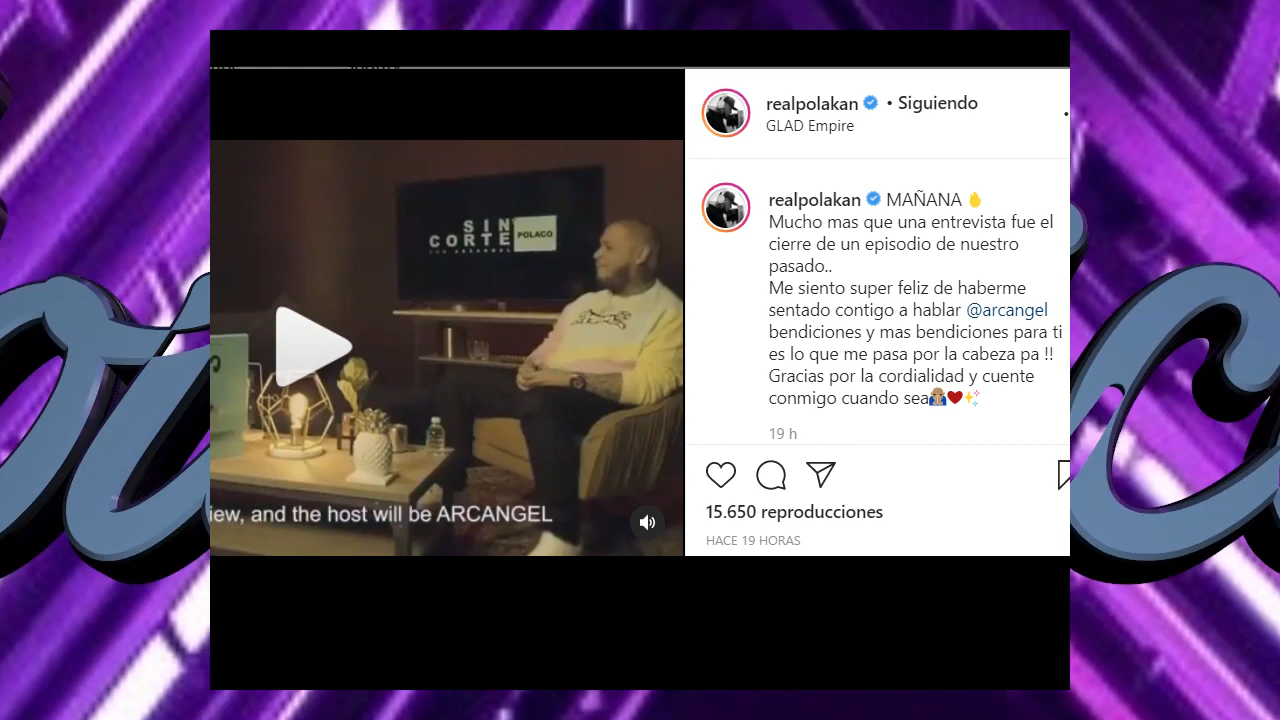 realpolakan • Siguiendo
GLAD Empire
realpolakan MAÑANA
Mucho mas que una entrevista fue el
cierre de un episodio de nuestro
pasado..
Me siento super feliz de haberme
sentado contigo a hablar @arcangel
bendiciones y mas bendiciones para ti
es lo que me pasa por la cabeza pa !!
Gracias por la cordialidad y cuente
conmigo cuando sea
19 h
15.650 reproducciones
HACE 19 HORAS
SIN
CORTE
POLACO
iew, and the host will be ARCANGEL